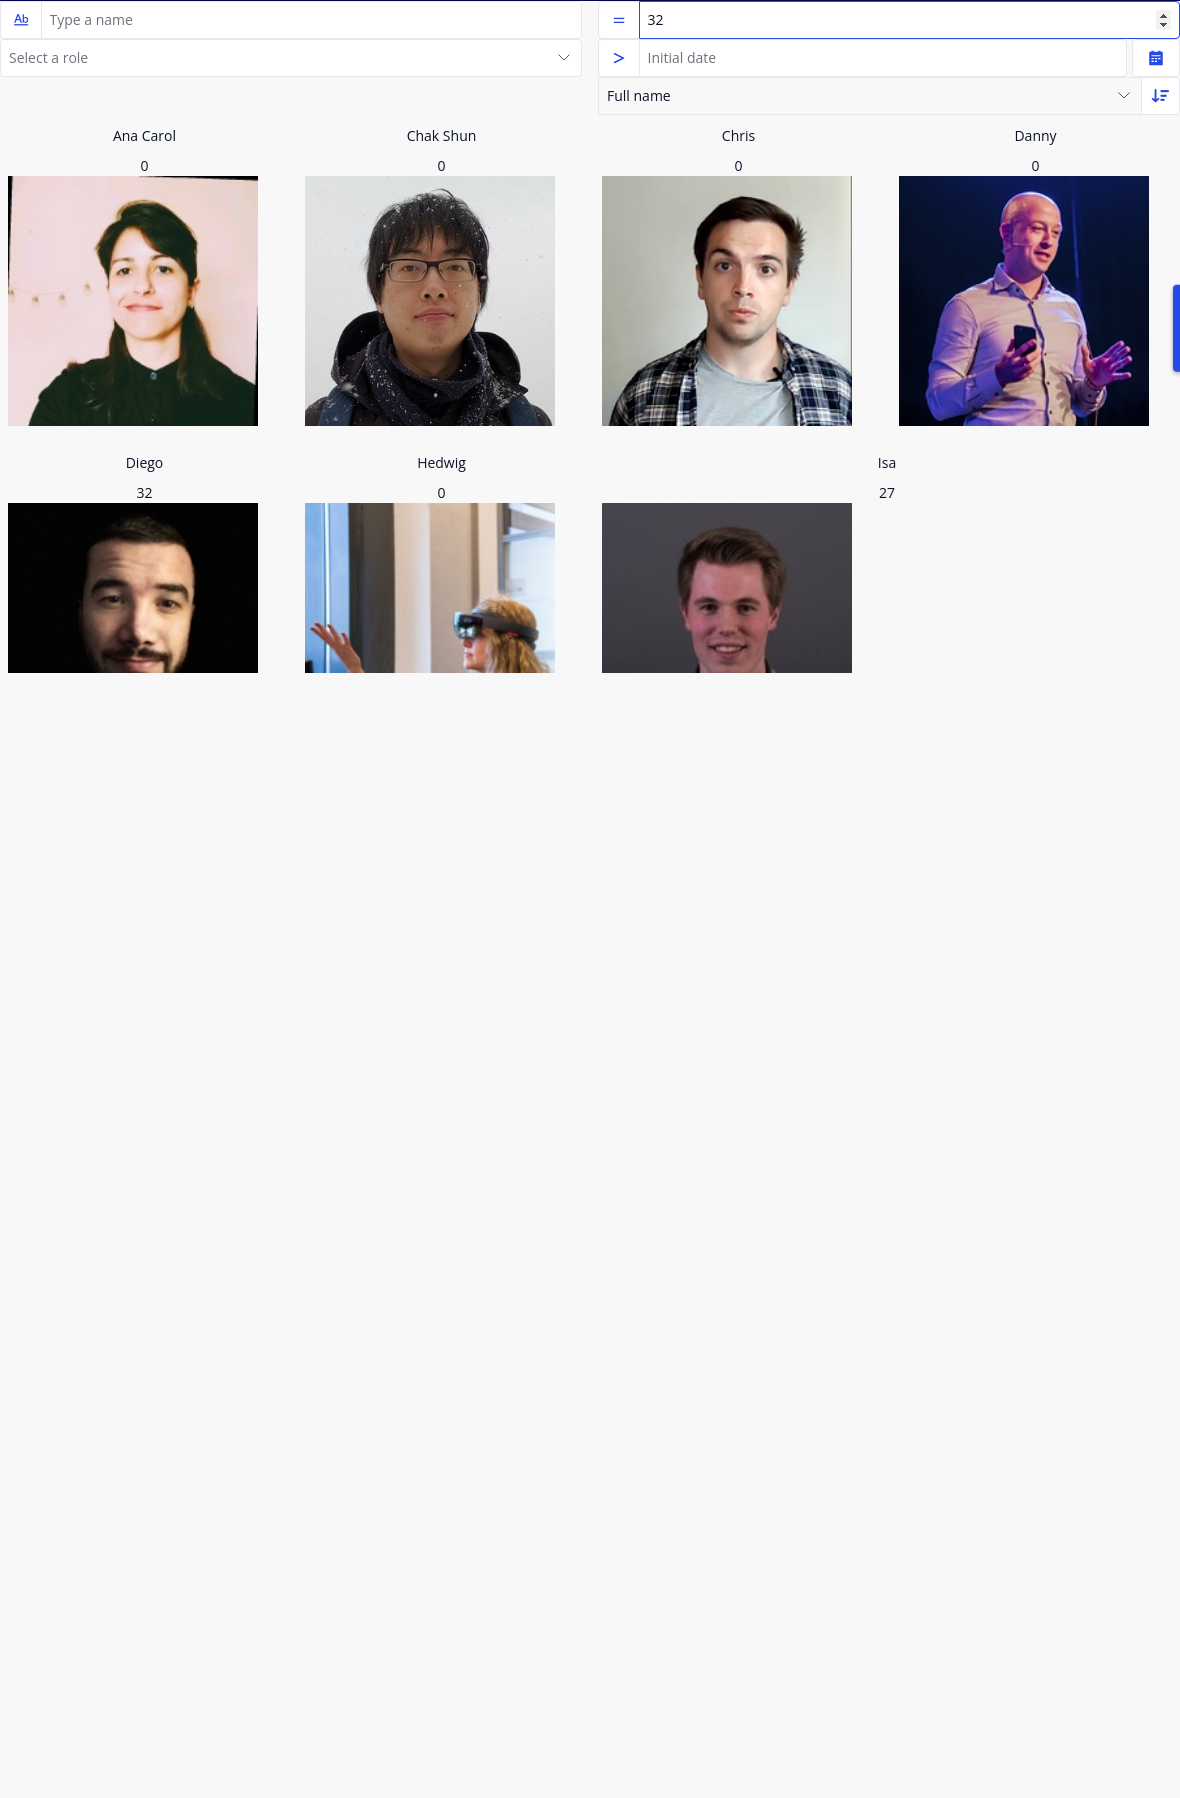 Ab Type a name
= 32
Select a role
> Initial date
Full name
Ana Carol Chak Shun Chris Danny
0 0 0 0
Diego Hedwig Isa
32 0 27